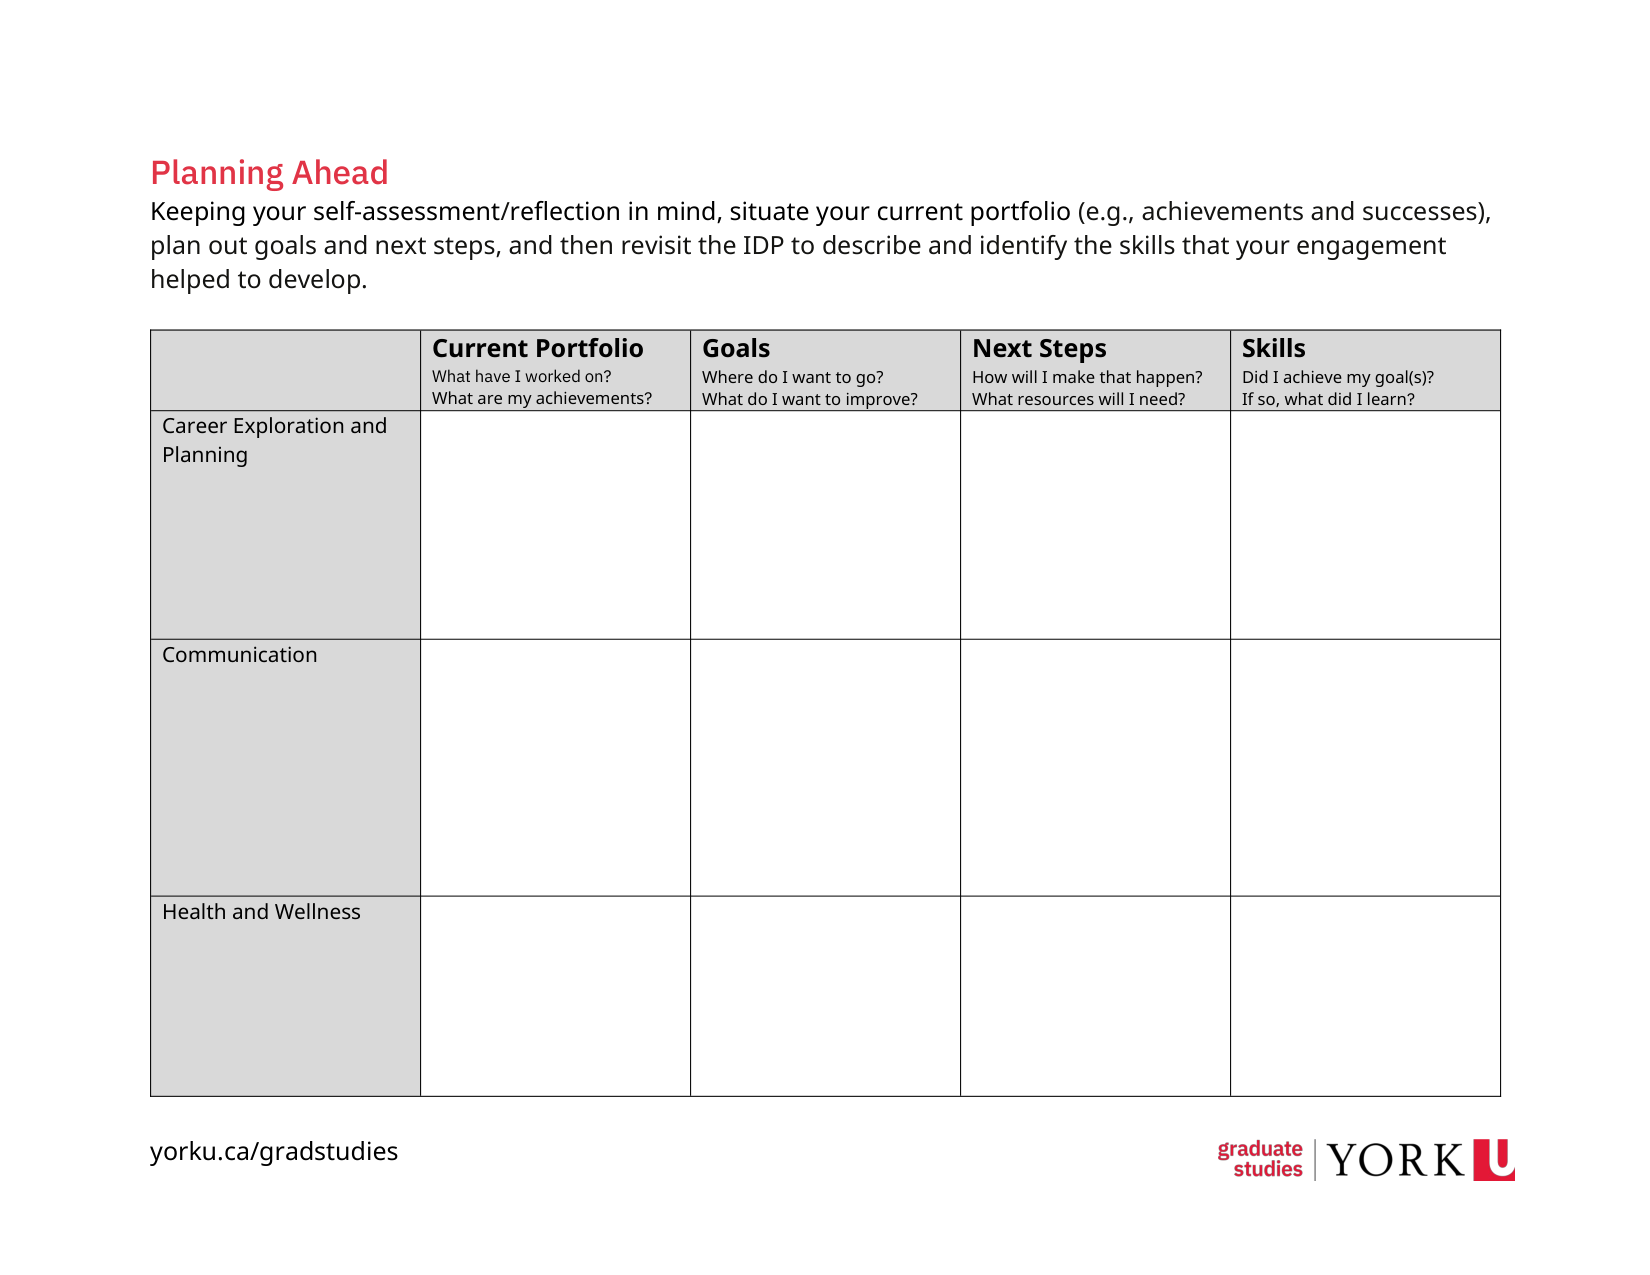 Planning Ahead
Keeping your self-assessment/reflection in mind, situate your current portfolio (e.g., achievements and successes),
plan out goals and next steps, and then revisit the IDP to describe and identify the skills that your engagement
helped to develop.
Current Portfolio
What have I worked on?
What are my achievements?
Goals
Where do I want to go?
What do I want to improve?
Next Steps
How will I make that happen?
What resources will I need?
Skills
Did I achieve my goal(s)?
If so, what did I learn?
Career Exploration and
Planning
Communication
Health and Wellness
yorku.ca/gradstudies
graduate
studies
YORK U